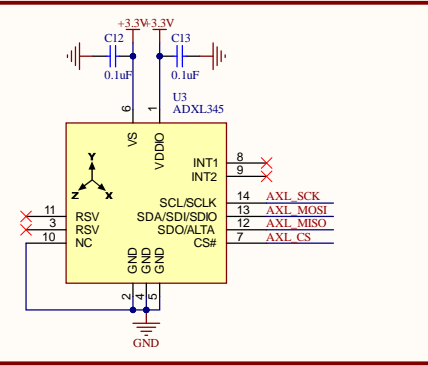 +3.3V +3.3V
C12 C13
0.1uF 0.1uF
U3
ADXL345
6 1
VS VDDIO
Y
Z X
INT1 8
INT2 9
SCL/SCLK 14 AXL_SCK
11 RSV SDA/SDI/SDIO 13 AXL_MOSI
3 RSV SDO/ALTA 12 AXL_MISO
10 NC CS# 7 AXL_CS
GND GND GND
2 4 5
GND